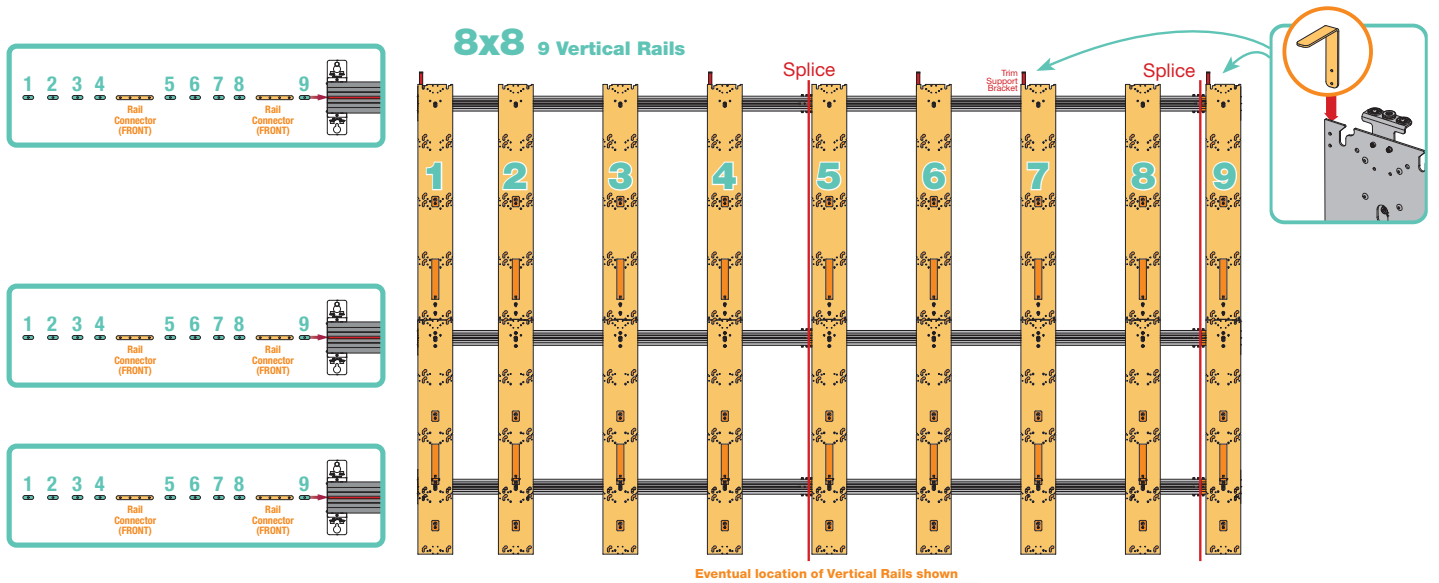 8x8 9 Vertical Rails
1 2 3 4 5 6 7 8 9
Rail
Connector
(FRONT)
Rail
Connector
(FRONT)
1 2 3 4 5 6 7 8 9
Rail
Connector
(FRONT)
Rail
Connector
(FRONT)
1 2 3 4 5 6 7 8 9
Rail
Connector
(FRONT)
Rail
Connector
(FRONT)
Splice
Trim
Support
Bracket
Splice
1 2 3 4 5 6 7 8 9
Eventual location of Vertical Rails shown